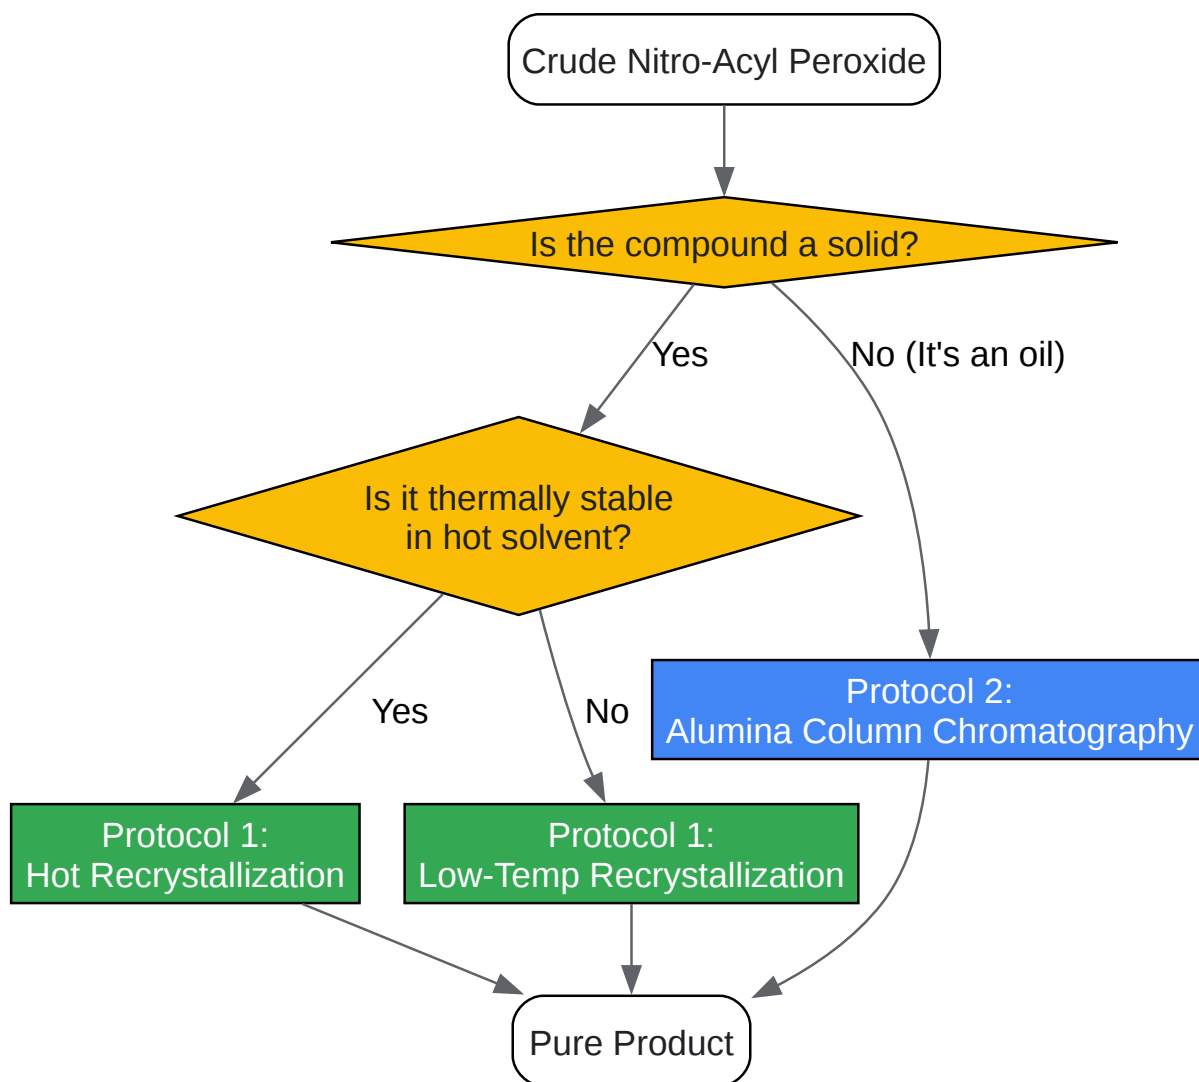 Crude Nitro-Acyl Peroxide
Is the compound a solid?
Yes
No (It's an oil)
Is it thermally stable
in hot solvent?
Yes
No
Protocol 2:
Alumina Column Chromatography
Protocol 1:
Hot Recrystallization
Protocol 1:
Low-Temp Recrystallization
Pure Product